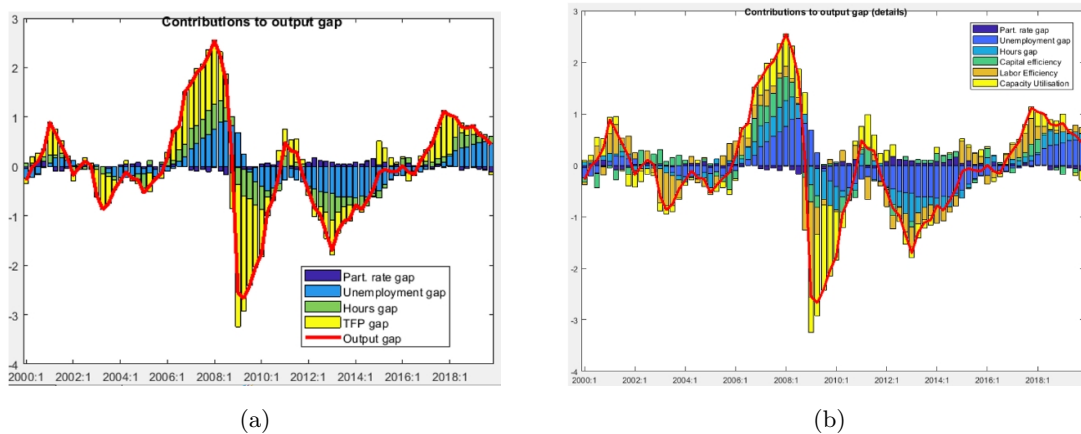 Contributions to output gap
3
2
1
0
-1
-2
-3
-4
2000:1 2002:1 2004:1 2006:1 2008:1 2010:1 2012:1 2014:1 2016:1 2018:1
Part. rate gap
Unemployment gap
Hours gap
TFP gap
Output gap
(a)
Contributions to output gap (details)
3
2
1
0
-1
-2
-3
-4
2000:1 2002:1 2004:1 2006:1 2008:1 2010:1 2012:1 2014:1 2016:1 2018:1
Part. rate gap
Unemployment gap
Hours gap
Capital efficiency
Labor Efficiency
Capacity Utilisation
(b)